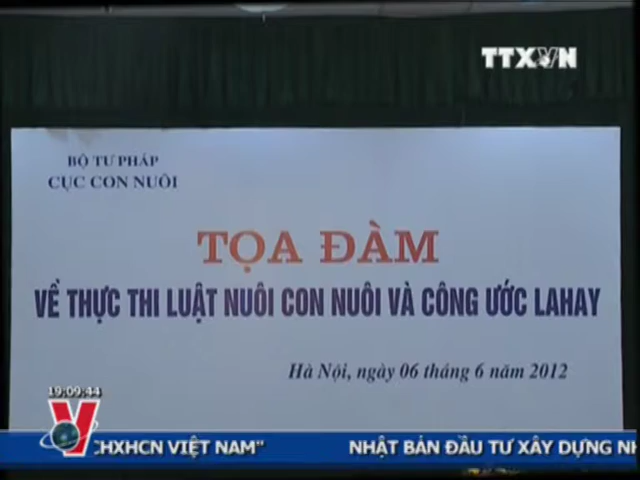 TTXVN
BỘ TƯ PHÁP
CỤC CON NUÔI
TỌA ĐÀM
VỀ THỰC THI LUẬT NUÔI CON NUÔI VÀ CÔNG ƯỚC LAHAY
Hà Nội, ngày 06 tháng 6 năm 2012
19:09:44
V
CHXHCN VIỆT NAM" NHẬT BẢN ĐẦU TƯ XÂY DỰNG NH